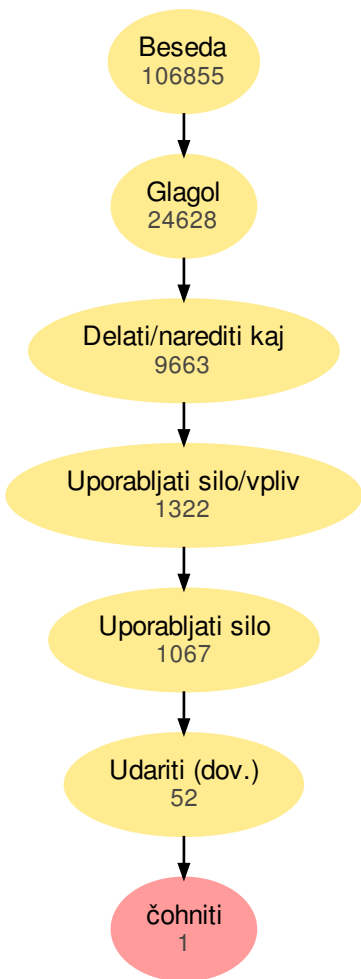 Beseda
106855
Glagol
24628
Delati/narediti kaj
9663
Uporabljati silo/vpliv
1322
Uporabljati silo
1067
Udariti (dov.)
52
čohniti
1